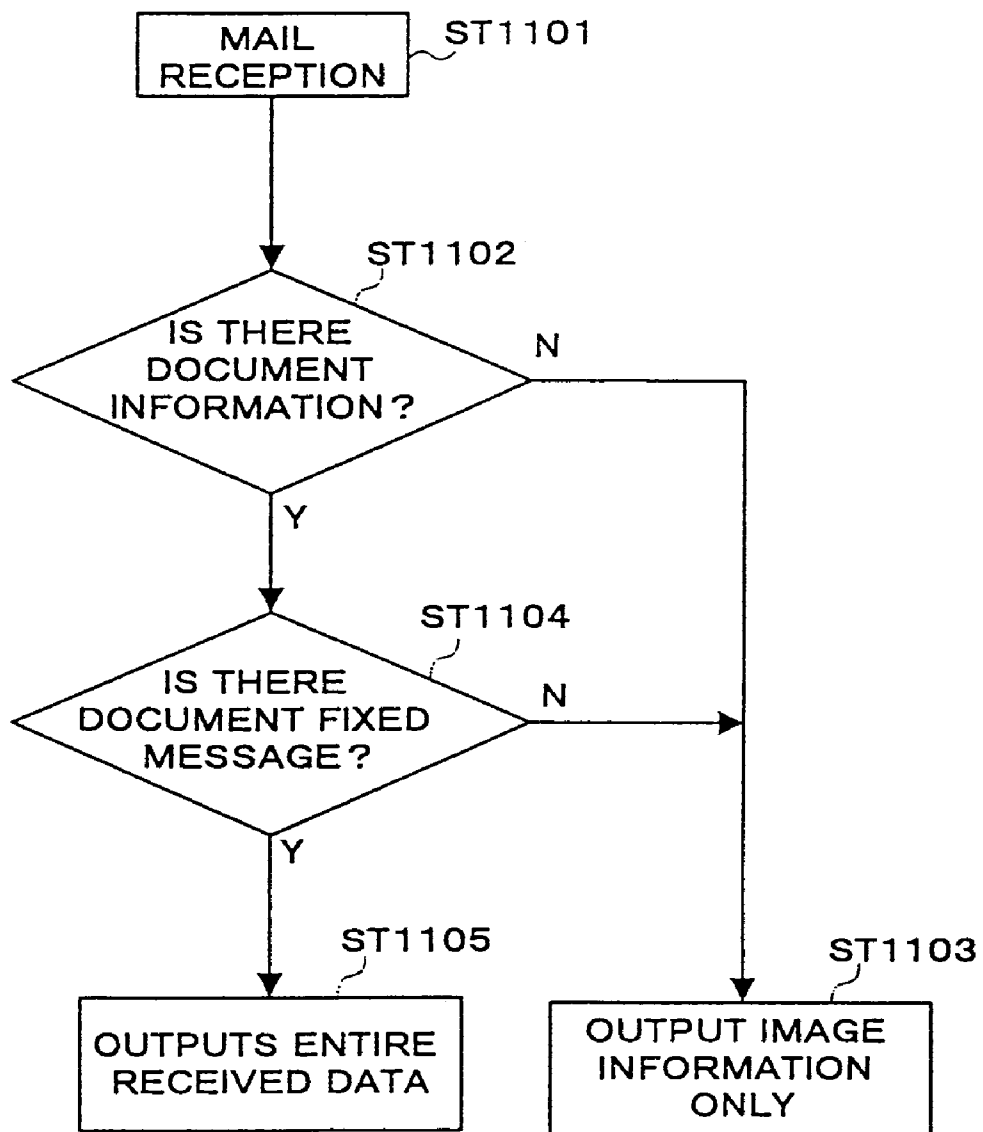 MAIL
RECEPTION
ST1101
ST1102
IS THERE
DOCUMENT
INFORMATION?
N
Y
ST1104
IS THERE
DOCUMENT FIXED
MESSAGE?
N
Y
ST1105
OUTPUTS ENTIRE
RECEIVED DATA
ST1103
OUTPUT IMAGE
INFORMATION
ONLY